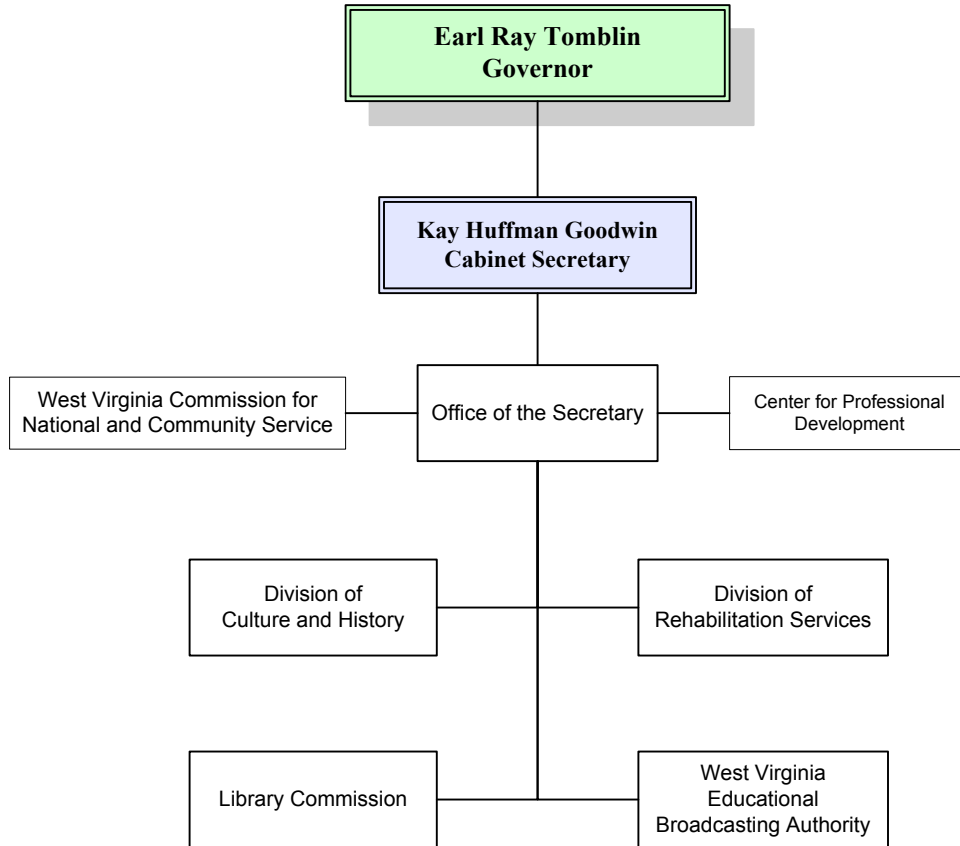 Earl Ray Tomblin
Governor
Kay Huffman Goodwin
Cabinet Secretary
West Virginia Commission for
National and Community Service
Office of the Secretary
Center for Professional
Development
Division of
Culture and History
Division of
Rehabilitation Services
Library Commission
West Virginia
Educational
Broadcasting Authority